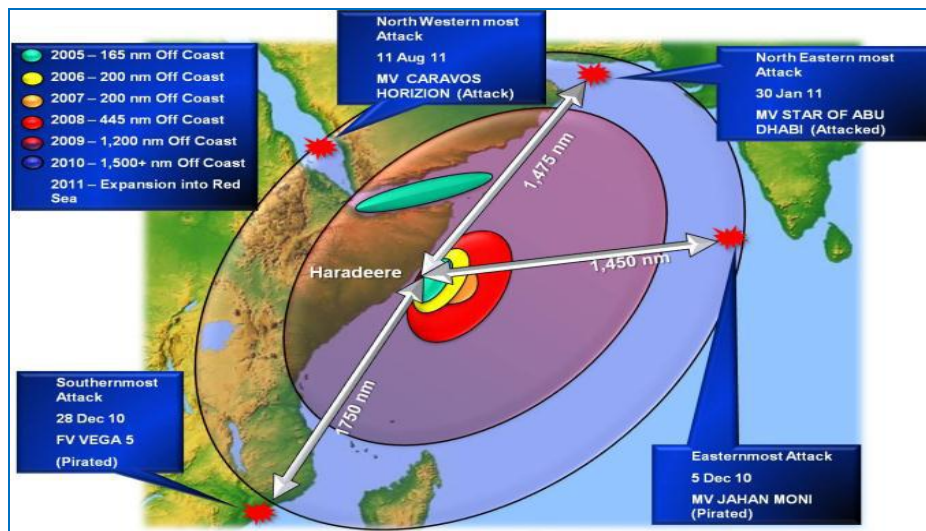 2005 – 165 nm Off Coast
2006 – 200 nm Off Coast
2007 – 200 nm Off Coast
2008 – 445 nm Off Coast
2009 – 1,200 nm Off Coast
2010 – 1,500+ nm Off Coast
2011 – Expansion into Red
Sea
North Western most
Attack
11 Aug 11
MV CARAVOS
HORIZION (Attack)
North Eastern most
Attack
30 Jan 11
MV STAR OF ABU
DHABI (Attacked)
1,475 nm
Haradeere
1,450 nm
1750 nm
Southernmost
Attack
28 Dec 10
FV VEGA 5
(Pirated)
Easternmost Attack
5 Dec 10
MV JAHAN MONI
(Pirated)